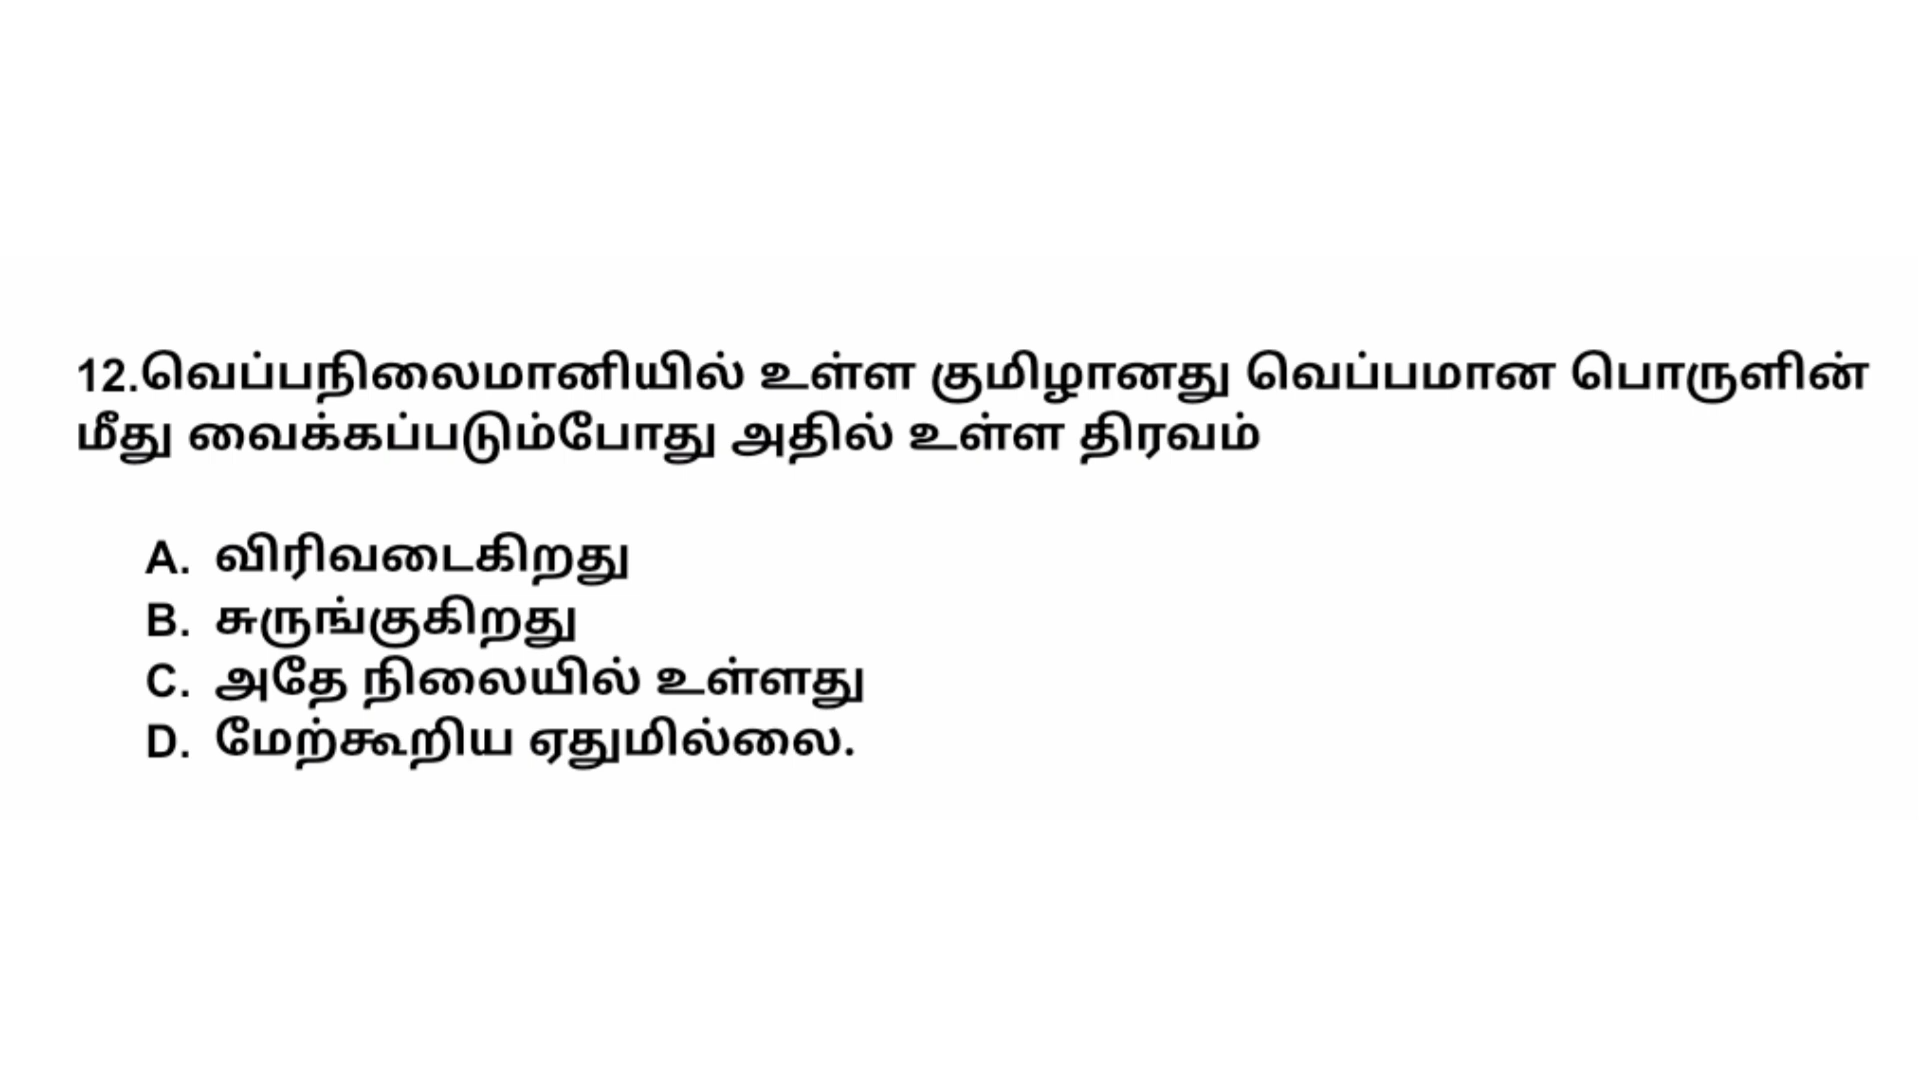 12.வெப்பநிலைமானியில் உள்ள குமிழானது வெப்பமான பொருளின்
மீது வைக்கப்படும்போது அதில் உள்ள திரவம்
A. விரிவடைகிறது
B. சுருங்குகிறது
C. அதே நிலையில் உள்ளது
D. மேற்கூறிய ஏதுமில்லை.